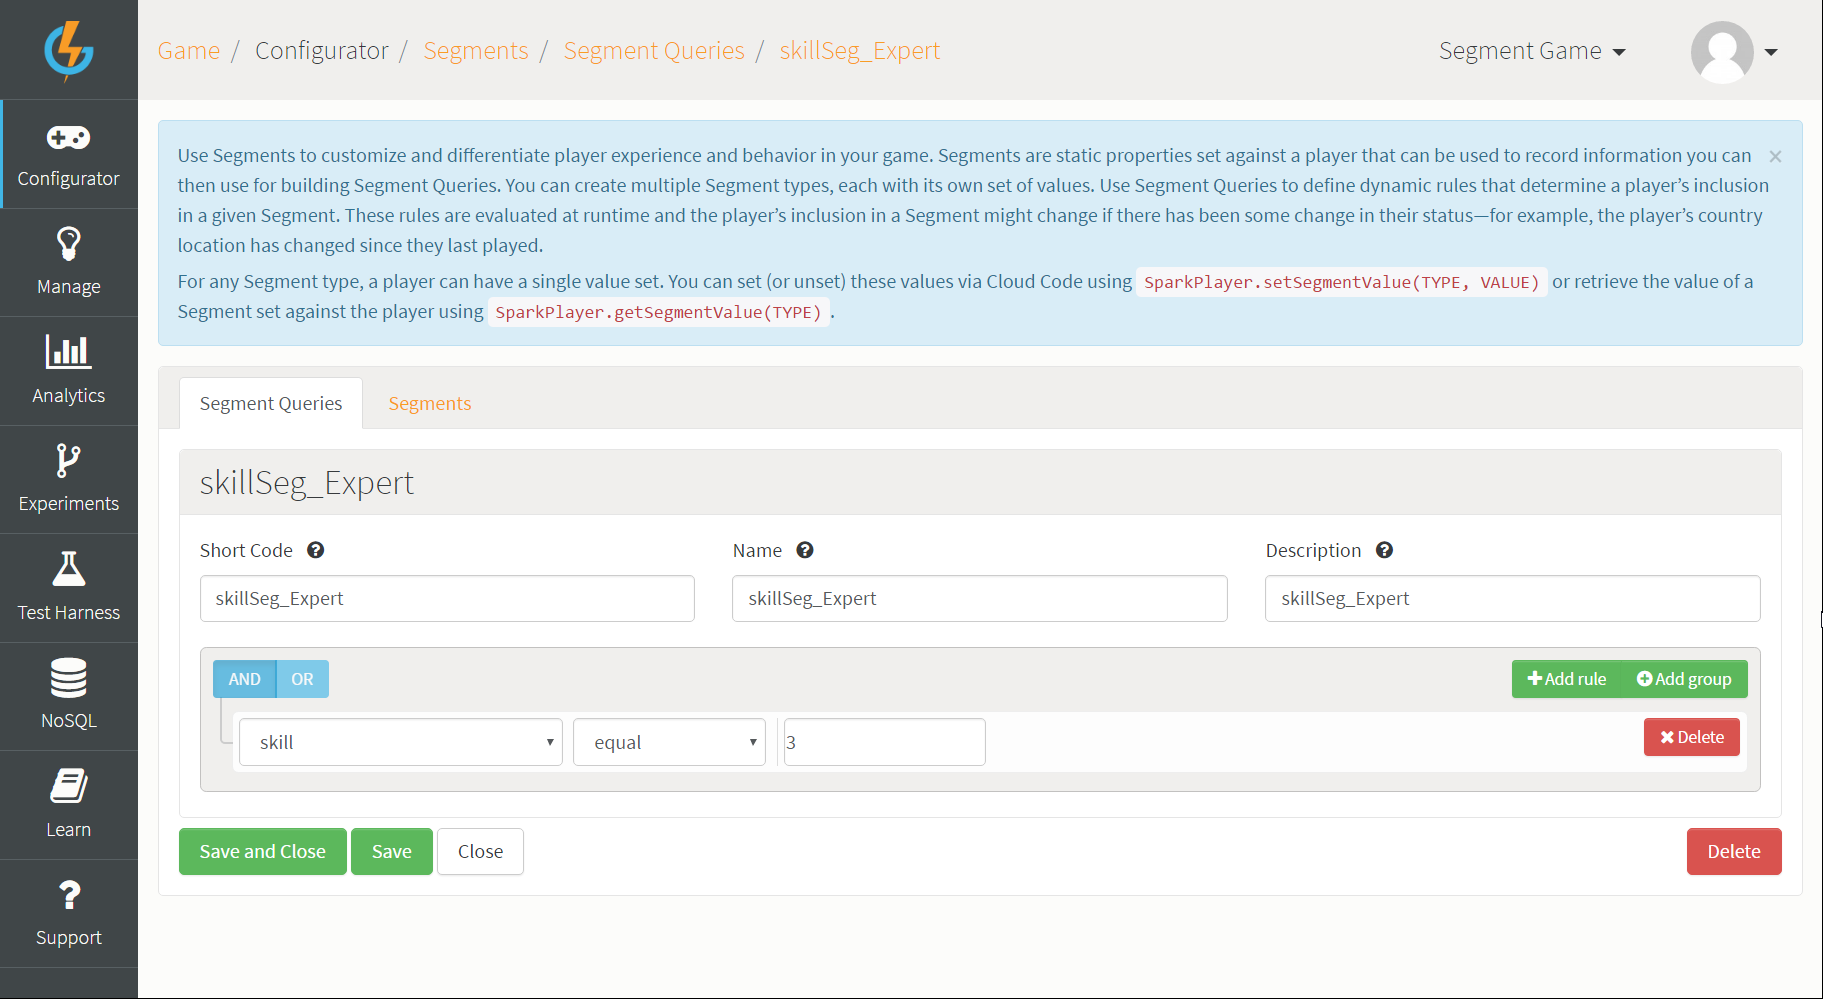 Game / Configurator / Segments / Segment Queries / skillSeg_Expert
Segment Game
Configurator
Manage
Analytics
Experiments
Test Harness
NoSQL
Learn
Support
Use Segments to customize and differentiate player experience and behavior in your game. Segments are static properties set against a player that can be used to record information you can
then use for building Segment Queries. You can create multiple Segment types, each with its own set of values. Use Segment Queries to define dynamic rules that determine a player’s inclusion
in a given Segment. These rules are evaluated at runtime and the player’s inclusion in a Segment might change if there has been some change in their status—for example, the player’s country
location has changed since they last played.
For any Segment type, a player can have a single value set. You can set (or unset) these values via Cloud Code using SparkPlayer.setSegmentValue(TYPE, VALUE) or retrieve the value of a
Segment set against the player using SparkPlayer.getSegmentValue(TYPE) .
Segment Queries Segments
skillSeg_Expert
Short Code Name Description
skillSeg_Expert skillSeg_Expert skillSeg_Expert
AND OR Add rule Add group
skill equal 3 Delete
Save and Close Save Close Delete